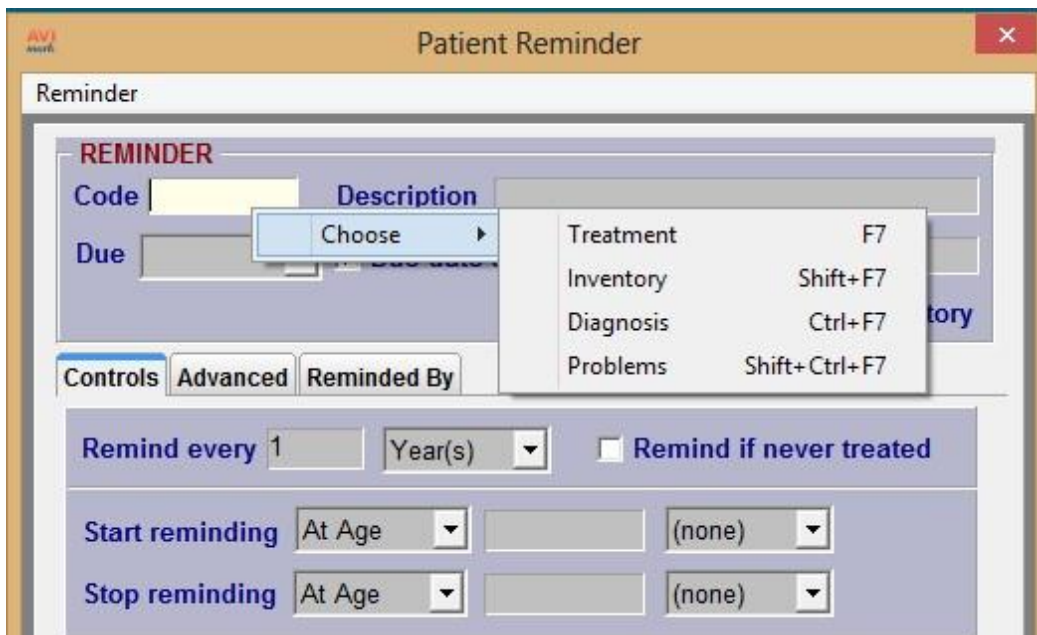 AVI
mark
Patient Reminder
Reminder
REMINDER
Code Description
Choose
Treatment F7
Due
Inventory Shift+F7
Diagnosis Ctrl+F7
tory
Problems Shift+Ctrl+F7
Controls Advanced Reminded By
Remind every 1 Year(s) Remind if never treated
Start reminding At Age (none)
Stop reminding At Age (none)